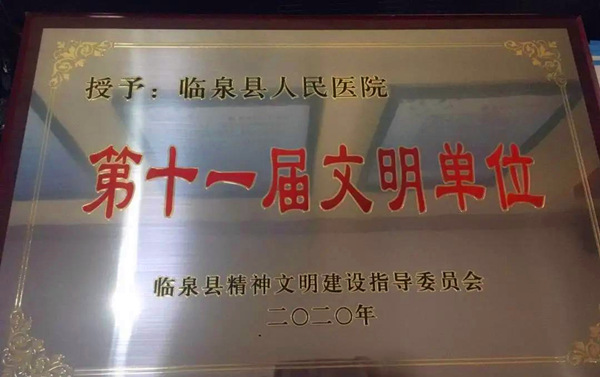 授予：临泉县人民医院
第十一届文明单位
临泉县精神文明建设指导委员会
二〇二〇年